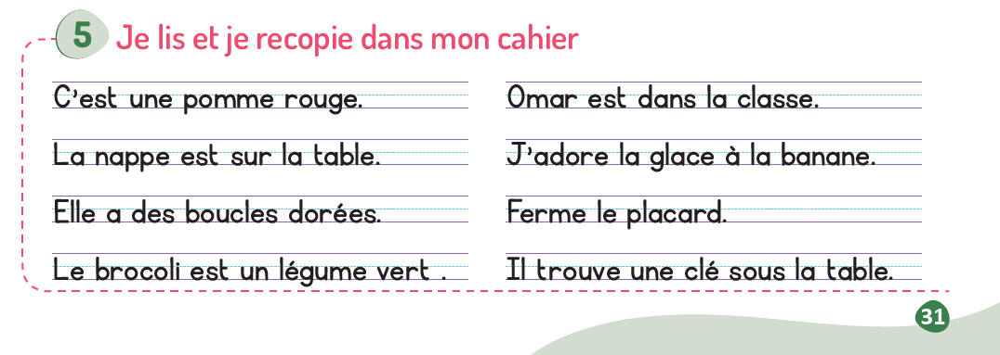 5 Je lis et je recopie dans mon cahier
C'est une pomme rouge.
La nappe est sur la table.
Elle a des boucles dorées.
Le brocoli est un légume vert .
Omar est dans la classe.
J'adore la glace à la banane.
Ferme le placard.
Il trouve une clé sous la table.
31